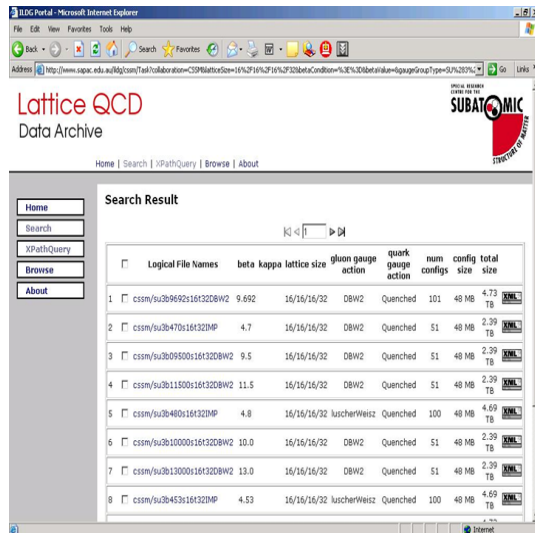 ILDG Portal - Microsoft Internet Explorer
File Edit View Favorites Tools Help
Back Search Favorites
Address http://www.sapac.edu.au/ildg/cssm/Task?collaboration=CSSM&latticeSize=16%2F16%2F16%2F32&betaCondition=%3E%3D&betaValue=&gaugeGroupType=SU%283% Go Links
Lattice QCD
Data Archive
SPECIAL RESEARCH
CENTRE FOR THE
SUBATOMIC
STRUCTURE OF MATTER
Home | Search | XPathQuery | Browse | About
Home
Search
XPathQuery
Browse
About
Search Result
1
Logical File Names beta kappa lattice size gluon gauge action quark gauge action num configs config size total size
1 cssm/su3b9692s16t32DBW2 9.692 16/16/16/32 DBW2 Quenched 101 48 MB 4.73 TB XML
2 cssm/su3b470s16t32IMP 4.7 16/16/16/32 DBW2 Quenched 51 48 MB 2.39 TB XML
3 cssm/su3b09500s16t32DBW2 9.5 16/16/16/32 DBW2 Quenched 51 48 MB 2.39 TB XML
4 cssm/su3b11500s16t32DBW2 11.5 16/16/16/32 DBW2 Quenched 51 48 MB 2.39 TB XML
5 cssm/su3b480s16t32IMP 4.8 16/16/16/32 luscherWeisz Quenched 100 48 MB 4.69 TB XML
6 cssm/su3b10000s16t32DBW2 10.0 16/16/16/32 DBW2 Quenched 51 48 MB 2.39 TB XML
7 cssm/su3b13000s16t32DBW2 13.0 16/16/16/32 DBW2 Quenched 51 48 MB 2.39 TB XML
8 cssm/su3b453s16t32IMP 4.53 16/16/16/32 luscherWeisz Quenched 100 48 MB 4.69 TB XML
Internet